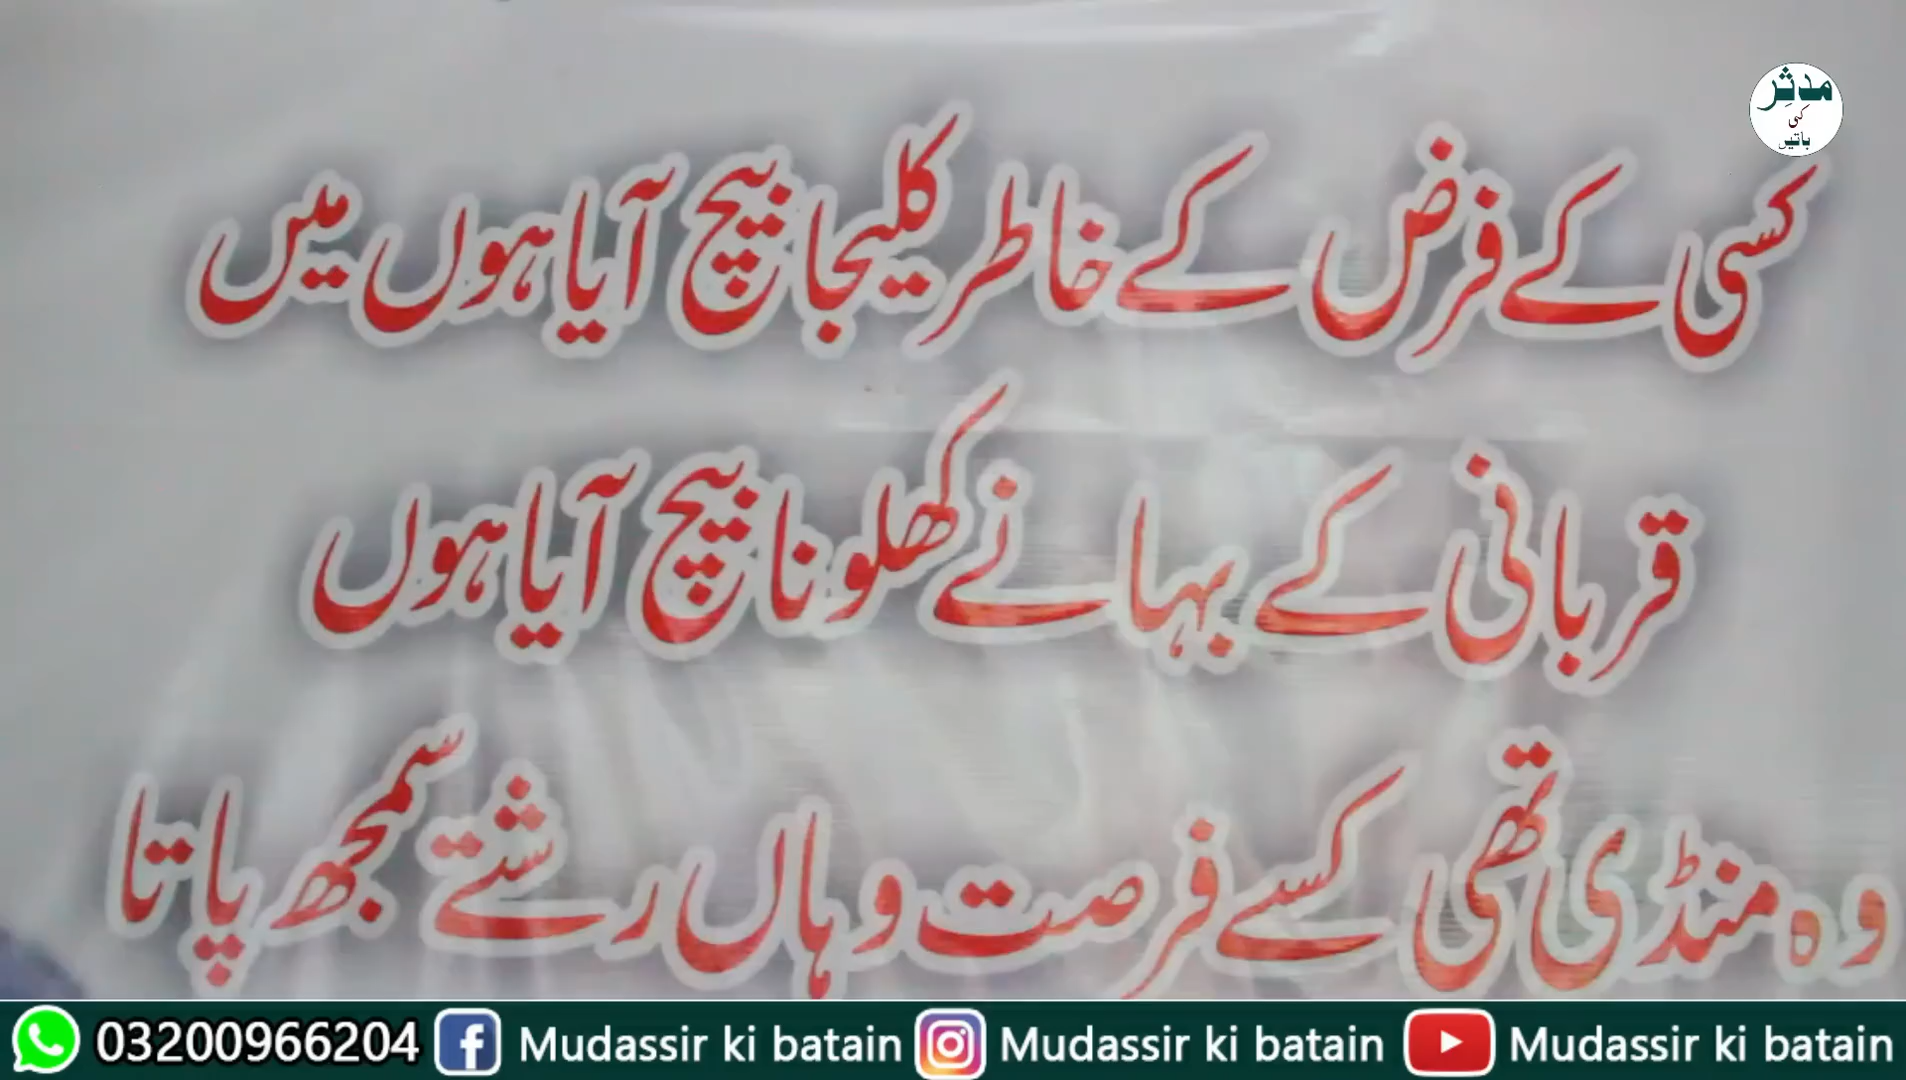 مدثر
کی
باتیں
کسی کے فرض کے خاطر کلیجا بیچ آیا ہوں میں
قربانی کے بہانے کھلونا بیچ آیا ہوں
وہ منڈی تھی کسے فرصت وہاں رشتے سمجھ پاتا
03200966204 Mudassir ki batain Mudassir ki batain Mudassir ki batain